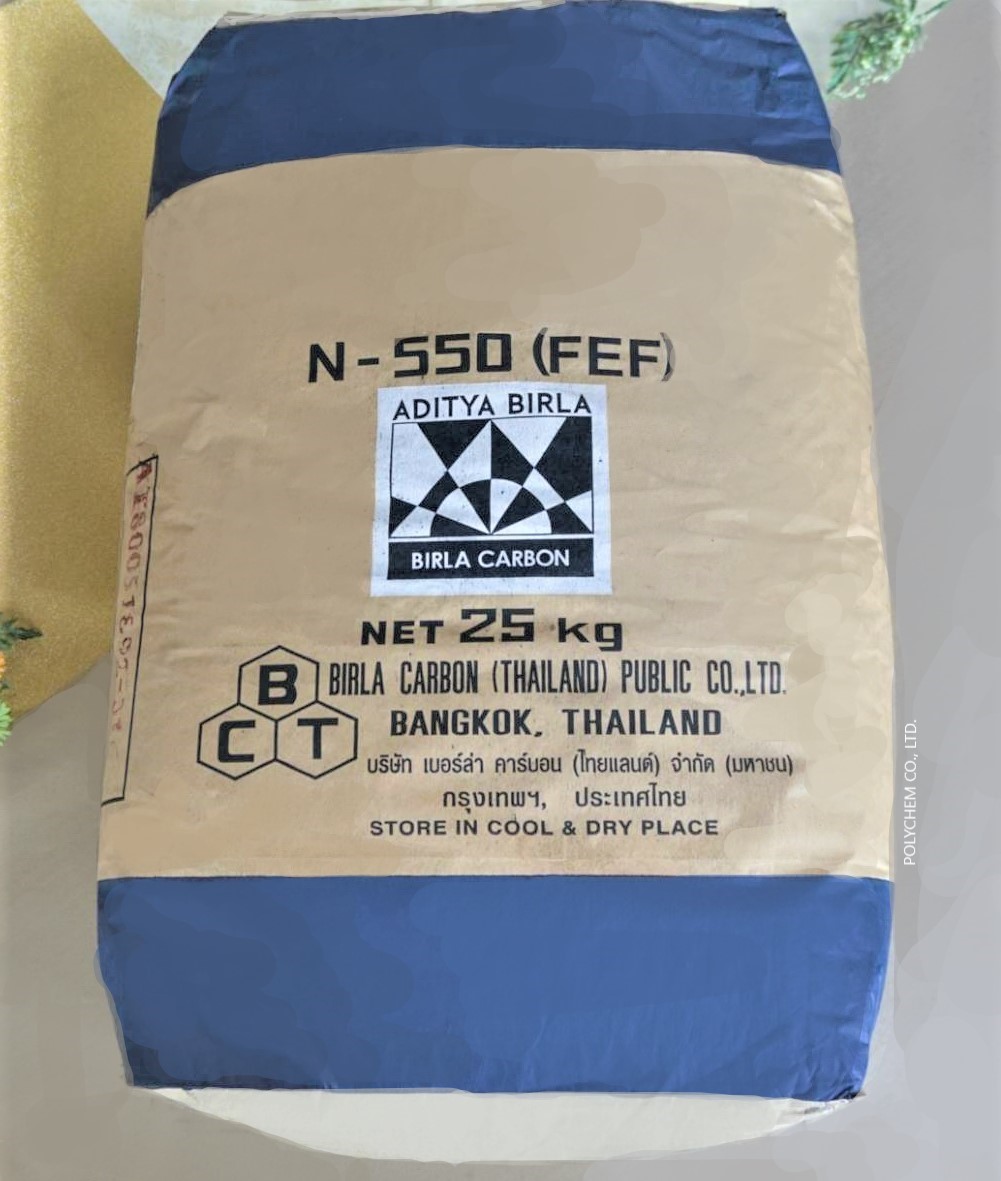 N-550 (FEF)
ADITYA BIRLA
BIRLA CARBON
NET 25 kg
B
C T
BIRLA CARBON (THAILAND) PUBLIC CO.,LTD.
BANGKOK, THAILAND
บริษัท เบอร์ล่า คาร์บอน (ไทยแลนด์) จำกัด (มหาชน)
กรุงเทพฯ, ประเทศไทย
STORE IN COOL & DRY PLACE
POLYCHEM CO., LTD.